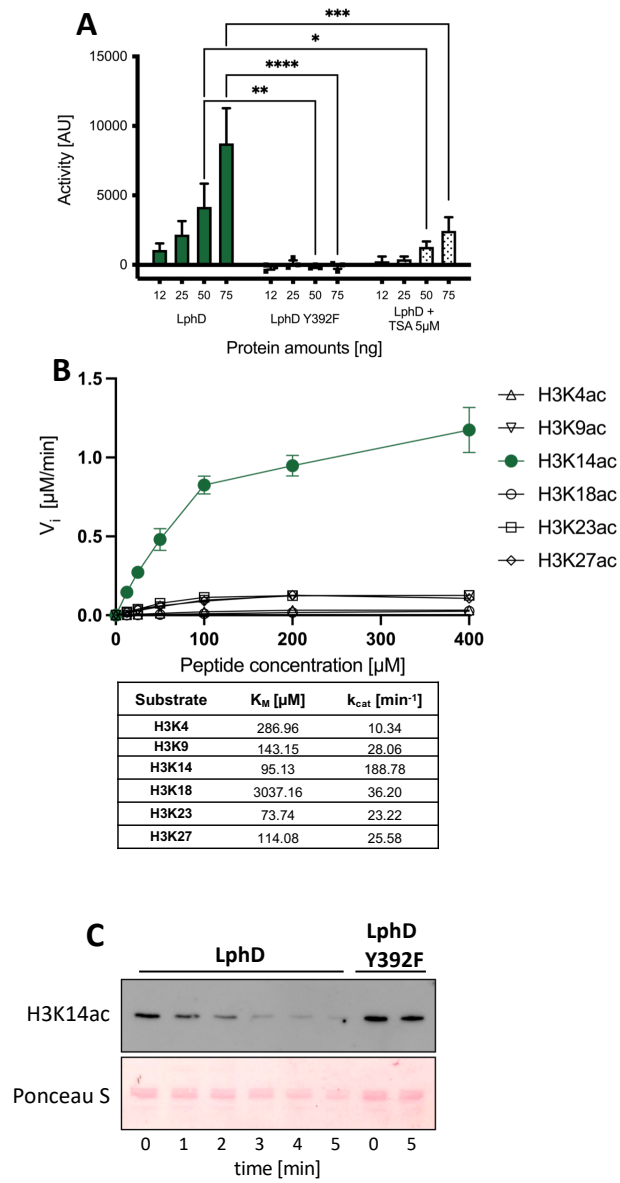 A
***
*
****
**
15000
10000
5000
0
Activity [AU]
12 25 50 75 12 25 50 75 12 25 50 75
LphD LphD Y392F LphD +
TSA 5µM
Protein amounts [ng]
B
1.5
1.0
0.5
0.0
Vi [µM/min]
0 100 200 300 400
Peptide concentration [µM]
H3K4ac
H3K9ac
H3K14ac
H3K18ac
H3K23ac
H3K27ac
Substrate KM [µM] kcat [min-1]
H3K4 286.96 10.34
H3K9 143.15 28.06
H3K14 95.13 188.78
H3K18 3037.16 36.20
H3K23 73.74 23.22
H3K27 114.08 25.58
C
LphD
LphD
Y392F
H3K14ac
Ponceau S
0 1 2 3 4 5 0 5
time [min]